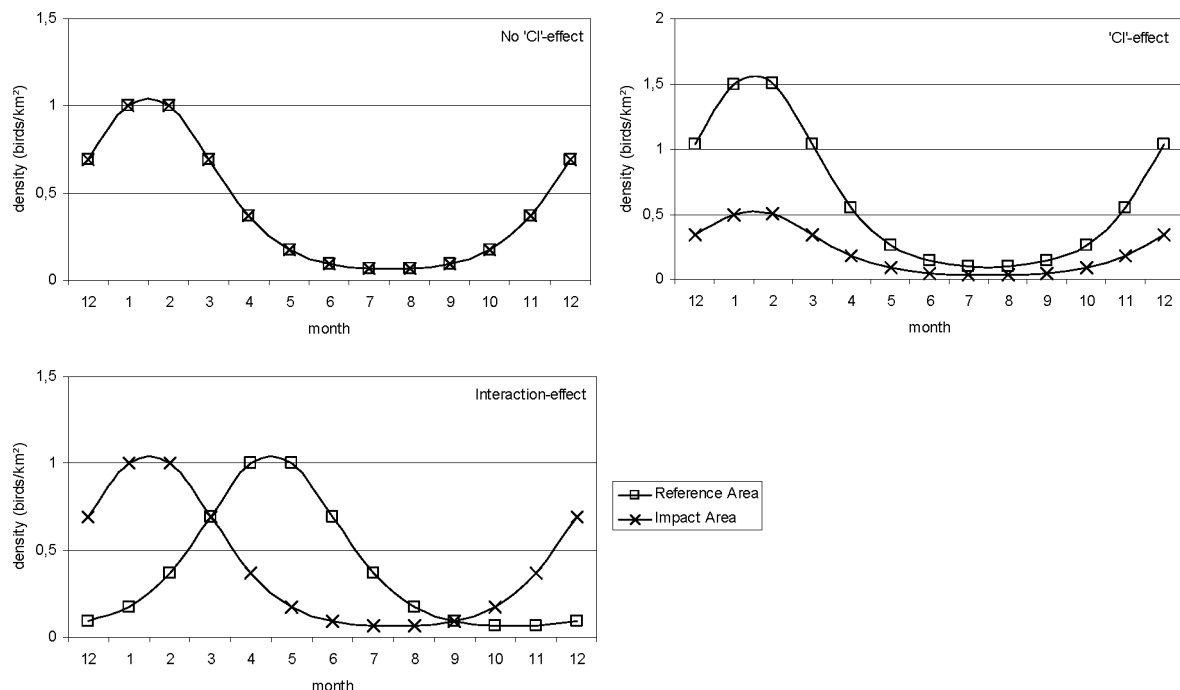 No 'CI'-effect
density (birds/km²)
1,5
1
0,5
0
12 1 2 3 4 5 6 7 8 9 10 11 12
month
'CI'-effect
density (birds/km²)
2
1,5
1
0,5
0
12 1 2 3 4 5 6 7 8 9 10 11 12
month
Interaction-effect
density (birds/km²)
1,5
1
0,5
0
12 1 2 3 4 5 6 7 8 9 10 11 12
month
Reference Area
Impact Area